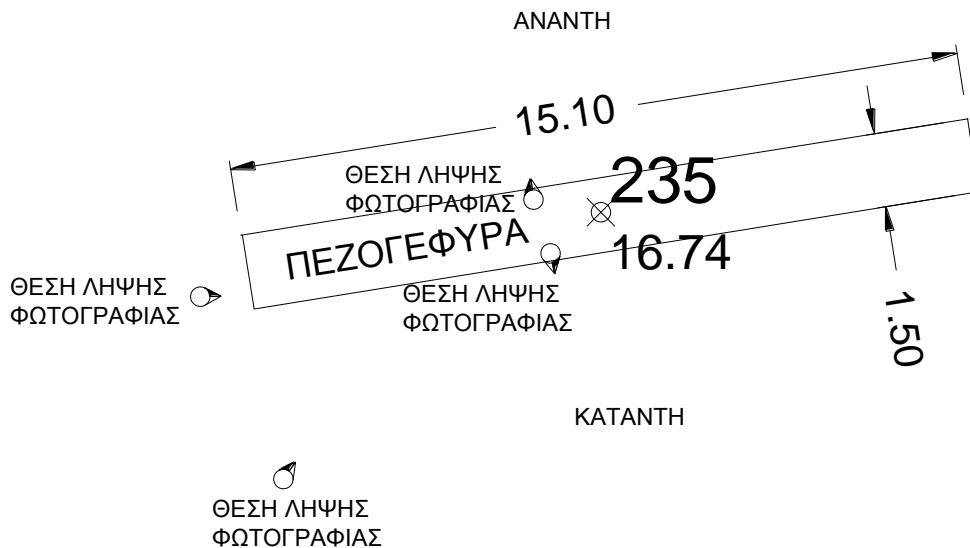 ΑΝΑΝΤΗ
15.10
ΘΕΣΗ ΛΗΨΗΣ
ΦΩΤΟΓΡΑΦΙΑΣ
235
ΠΕΖΟΓΕΦΥΡΑ
16.74
ΘΕΣΗ ΛΗΨΗΣ
ΦΩΤΟΓΡΑΦΙΑΣ
ΘΕΣΗ ΛΗΨΗΣ
ΦΩΤΟΓΡΑΦΙΑΣ
1.50
ΚΑΤΑΝΤΗ
ΘΕΣΗ ΛΗΨΗΣ
ΦΩΤΟΓΡΑΦΙΑΣ